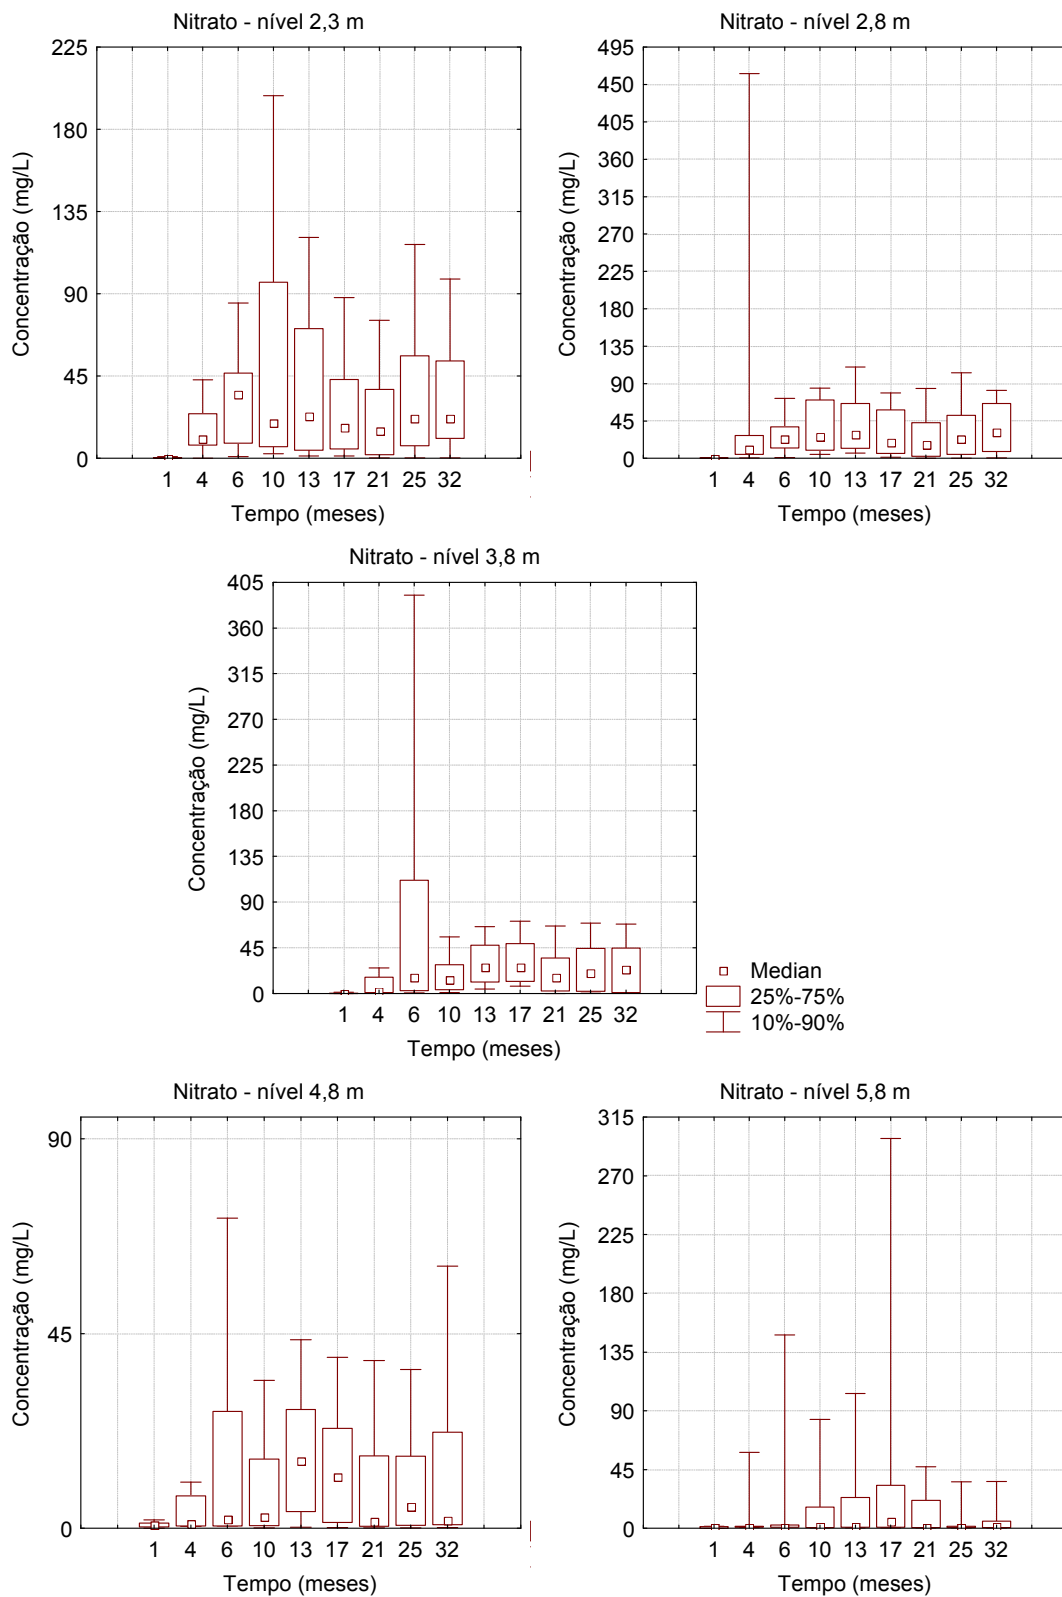 Nitrato - nível 2,3 m
225
180
135
90
45
0
Concentração (mg/L)
1 4 6 10 13 17 21 25 32
Tempo (meses)
Nitrato - nível 2,8 m
495
450
405
360
315
270
225
180
135
90
45
0
Concentração (mg/L)
1 4 6 10 13 17 21 25 32
Tempo (meses)
Nitrato - nível 3,8 m
405
360
315
270
225
180
135
90
45
0
Concentração (mg/L)
1 4 6 10 13 17 21 25 32
Tempo (meses)
Median
25%-75%
10%-90%
Nitrato - nível 4,8 m
90
45
0
Concentração (mg/L)
1 4 6 10 13 17 21 25 32
Tempo (meses)
Nitrato - nível 5,8 m
315
270
225
180
135
90
45
0
Concentração (mg/L)
1 4 6 10 13 17 21 25 32
Tempo (meses)